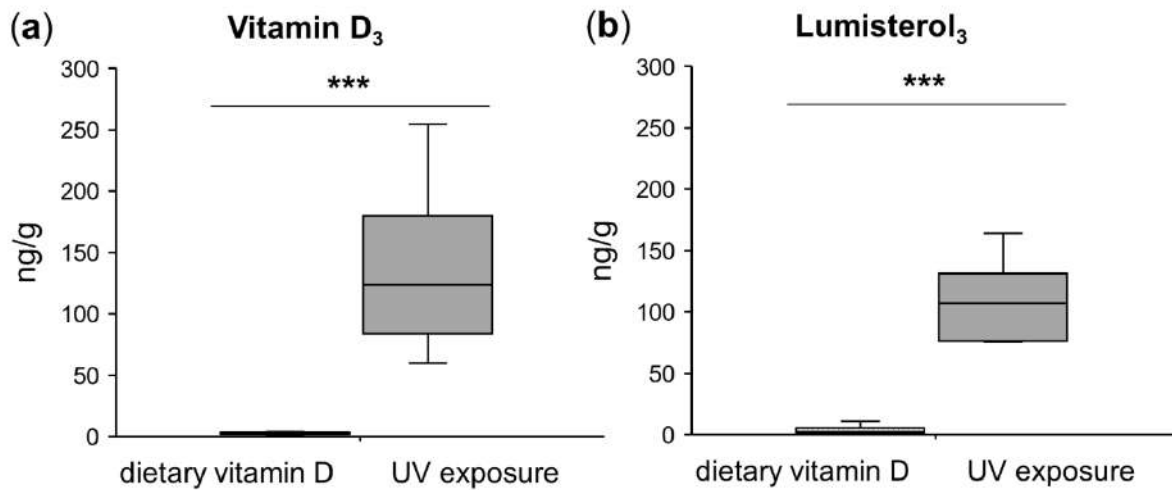 (a) Vitamin D₃
***
300
250
200
150
100
50
0
ng/g
dietary vitamin D UV exposure
(b) Lumisterol₃
***
300
250
200
150
100
50
0
ng/g
dietary vitamin D UV exposure